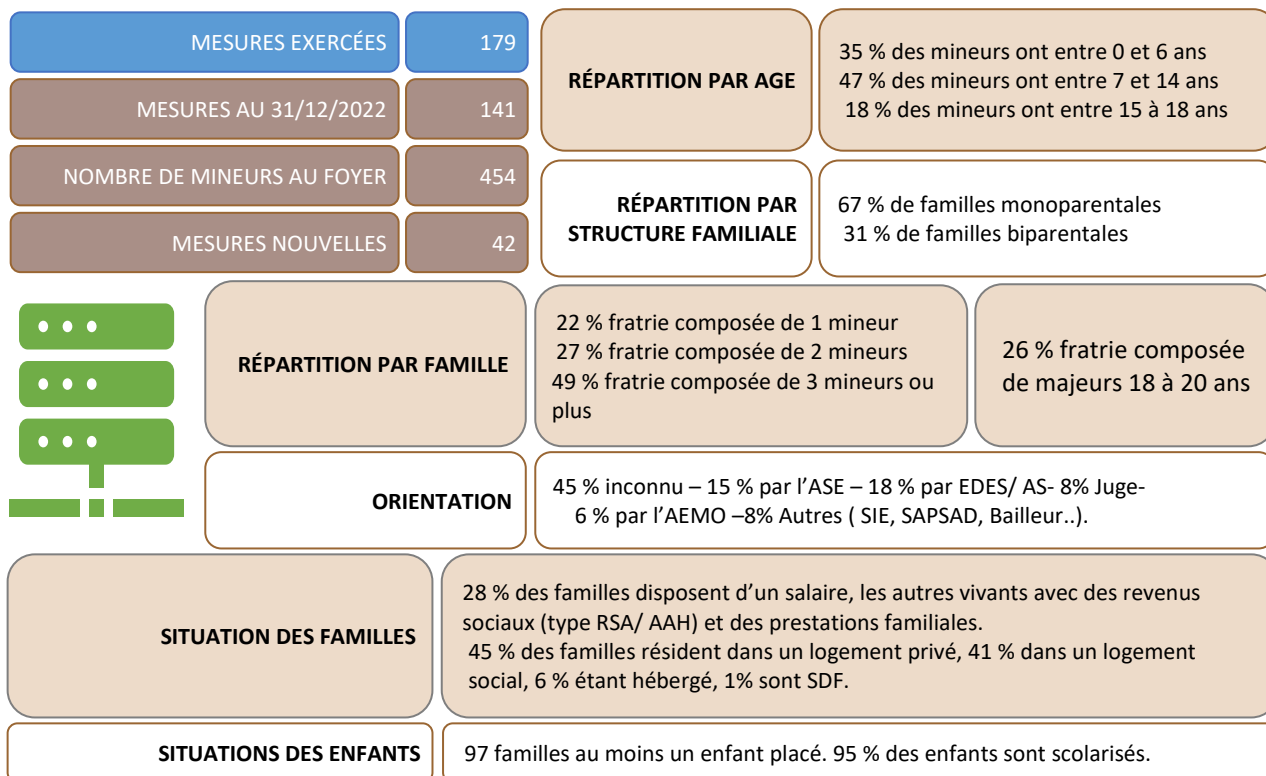 MESURES EXERCÉES 179
MESURES AU 31/12/2022 141
NOMBRE DE MINEURS AU FOYER 454
MESURES NOUVELLES 42
RÉPARTITION PAR AGE
35 % des mineurs ont entre 0 et 6 ans
47 % des mineurs ont entre 7 et 14 ans
18 % des mineurs ont entre 15 à 18 ans
RÉPARTITION PAR
STRUCTURE FAMILIALE
67 % de familles monoparentales
31 % de familles biparentales
RÉPARTITION PAR FAMILLE
22 % fratrie composée de 1 mineur
27 % fratrie composée de 2 mineurs
49 % fratrie composée de 3 mineurs ou
plus
26 % fratrie composée
de majeurs 18 à 20 ans
ORIENTATION
45 % inconnu – 15 % par l’ASE – 18 % par EDES/ AS- 8% Juge-
6 % par l’AEMO –8% Autres ( SIE, SAPSAD, Bailleur..).
SITUATION DES FAMILLES
28 % des familles disposent d’un salaire, les autres vivants avec des revenus
sociaux (type RSA/ AAH) et des prestations familiales.
45 % des familles résident dans un logement privé, 41 % dans un logement
social, 6 % étant hébergé, 1% sont SDF.
SITUATIONS DES ENFANTS
97 familles au moins un enfant placé. 95 % des enfants sont scolarisés.